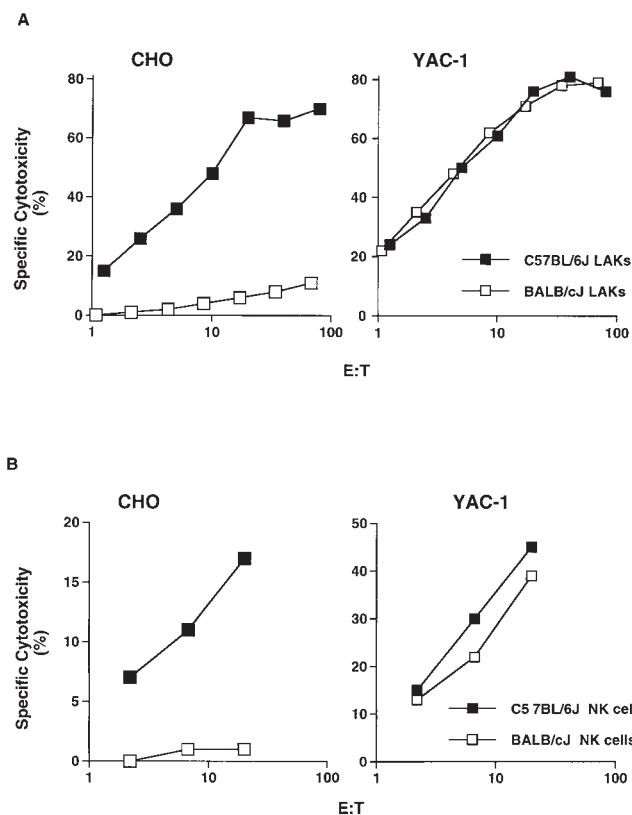 A
CHO
YAC-1
Specific Cytotoxicity
(%)
80
60
40
20
0
1
10
100
80
60
40
20
0
1
10
100
C57BL/6J LAKs
BALB/cJ LAKs
E:T
B
CHO
YAC-1
Specific Cytotoxicity
(%)
20
15
10
5
0
1
10
100
50
40
30
20
10
0
1
10
100
C5 7BL/6J NK cel
BALB/cJ NK cells
E:T